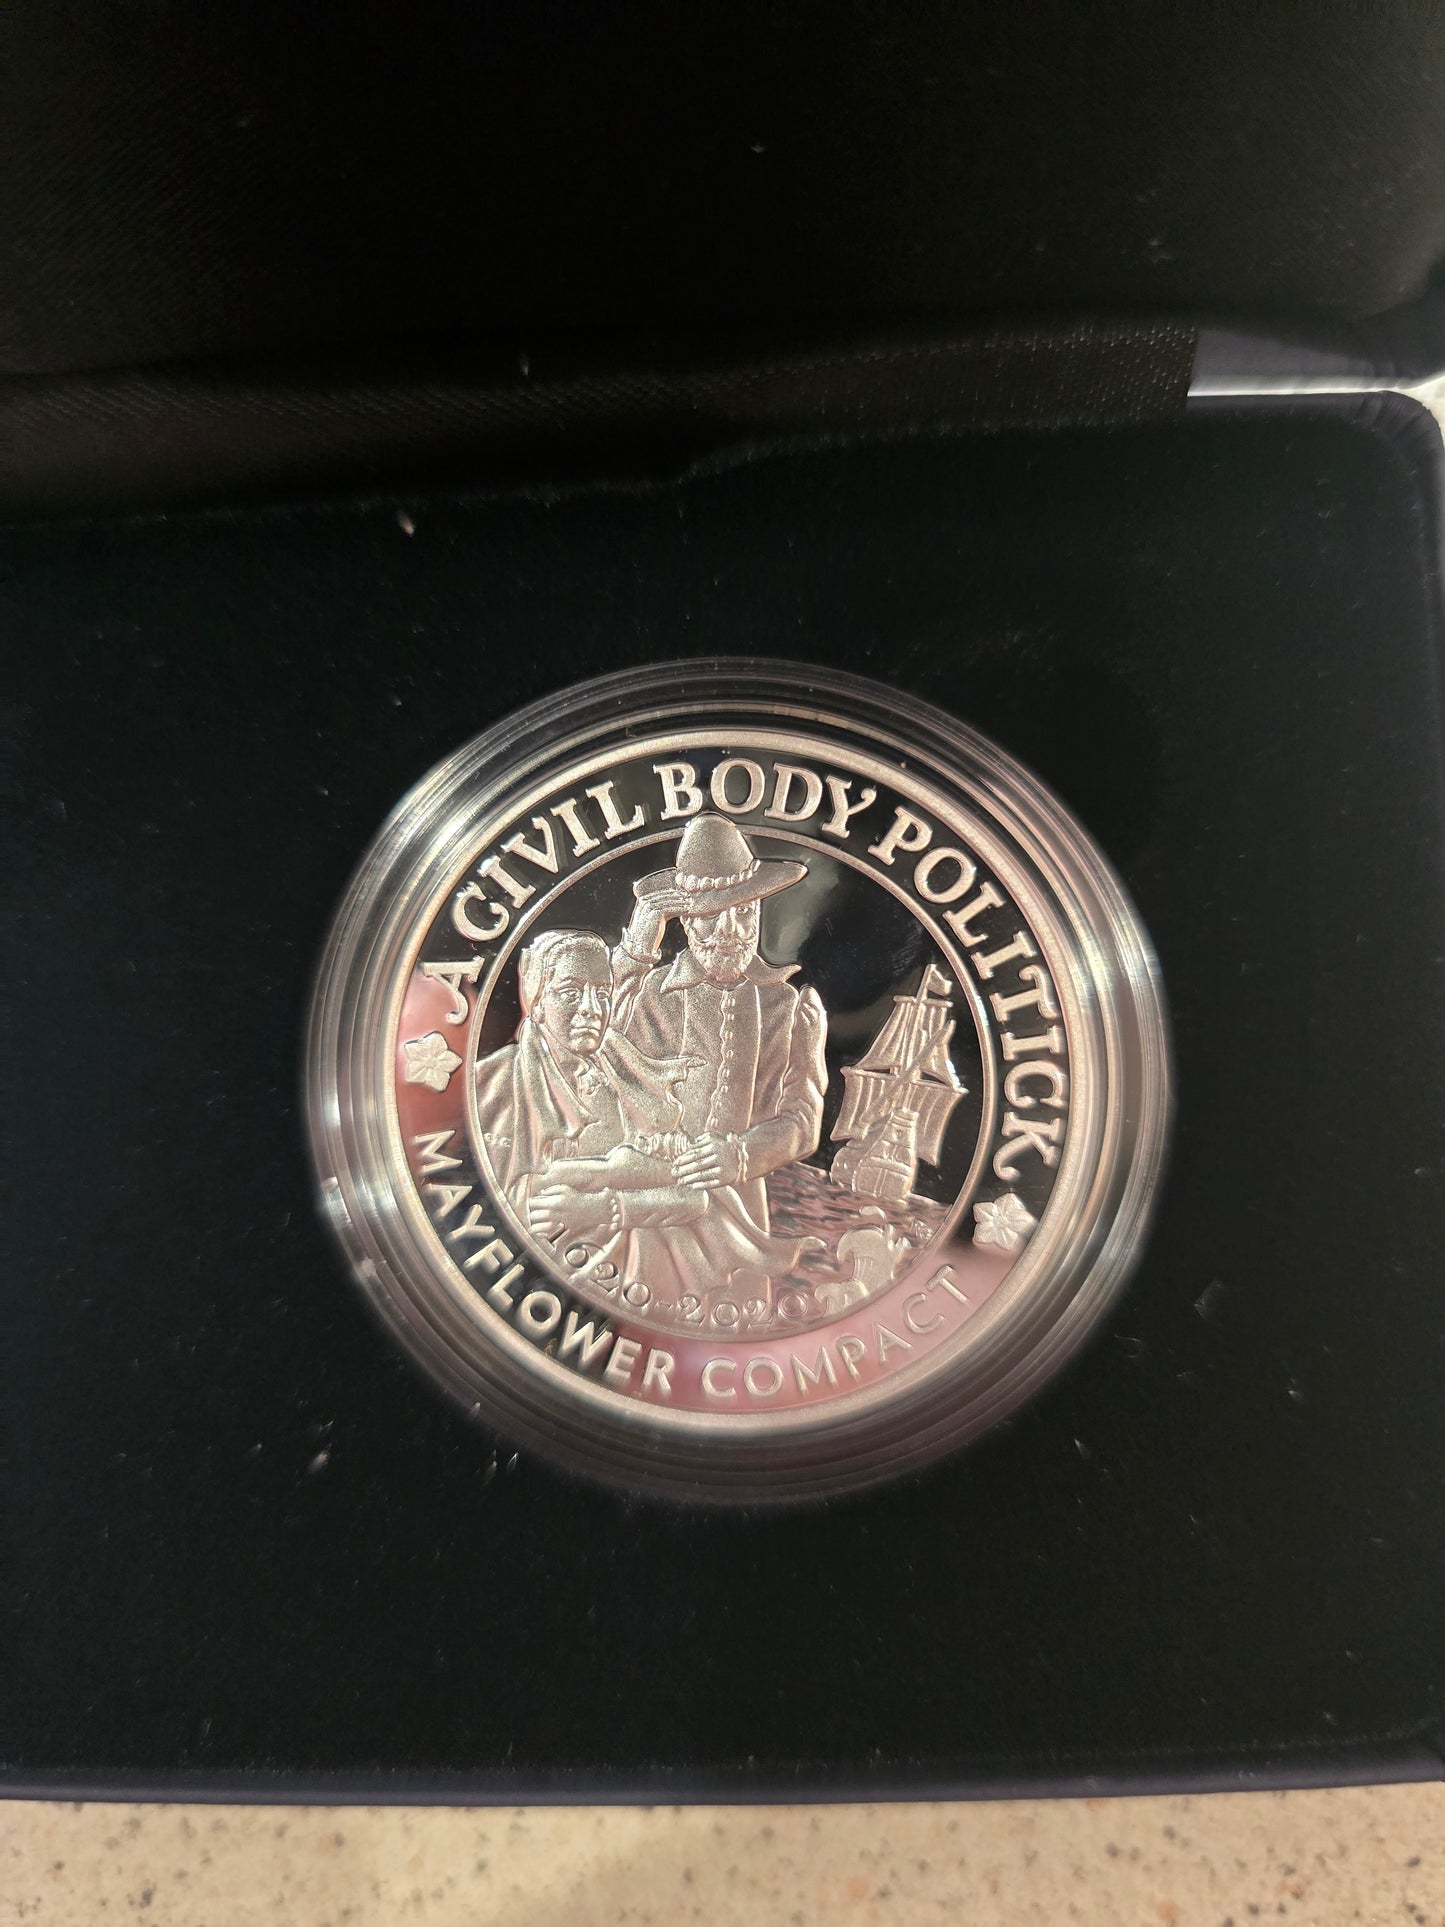 A CIVIL BODY POLITICK
MAYFLOWER COMPACT
1620-2020